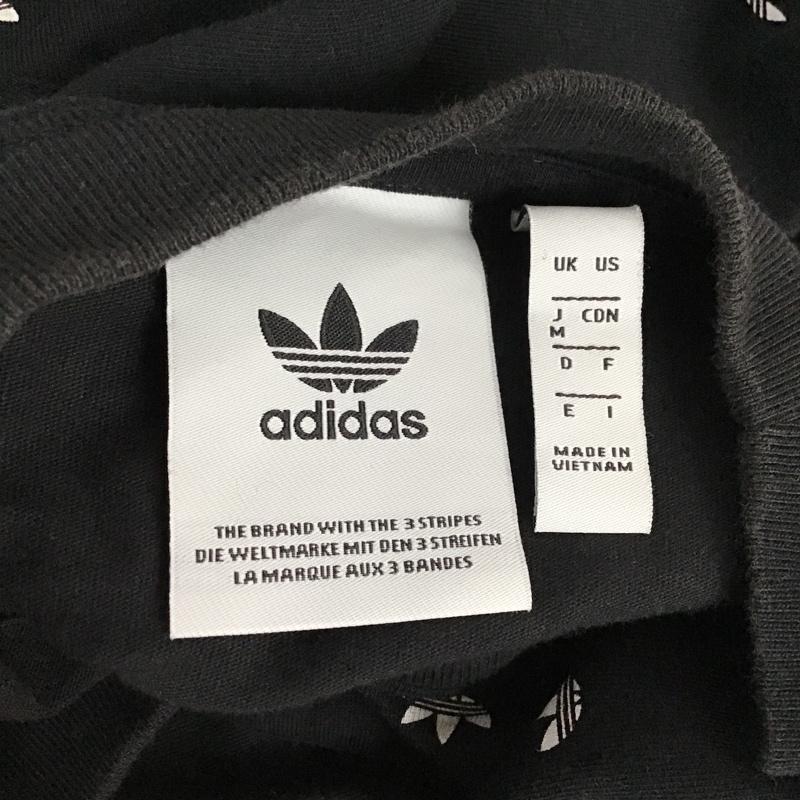 adidas
THE BRAND WITH THE 3 STRIPES
DIE WELTMARKE MIT DEN 3 STREIFEN
LA MARQUE AUX 3 BANDES
UK US
J CDN
M
D F
E I
MADE IN
VIETNAM